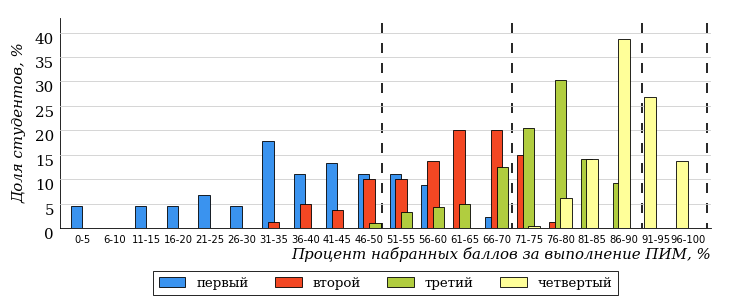 Доля студентов, %
40
35
30
25
20
15
10
5
0
0-5 6-10 11-15 16-20 21-25 26-30 31-35 36-40 41-45 46-50 51-55 56-60 61-65 66-70 71-75 76-80 81-85 86-90 91-95 96-100
Процент набранных баллов за выполнение ПИМ, %
первый второй третий четвертый